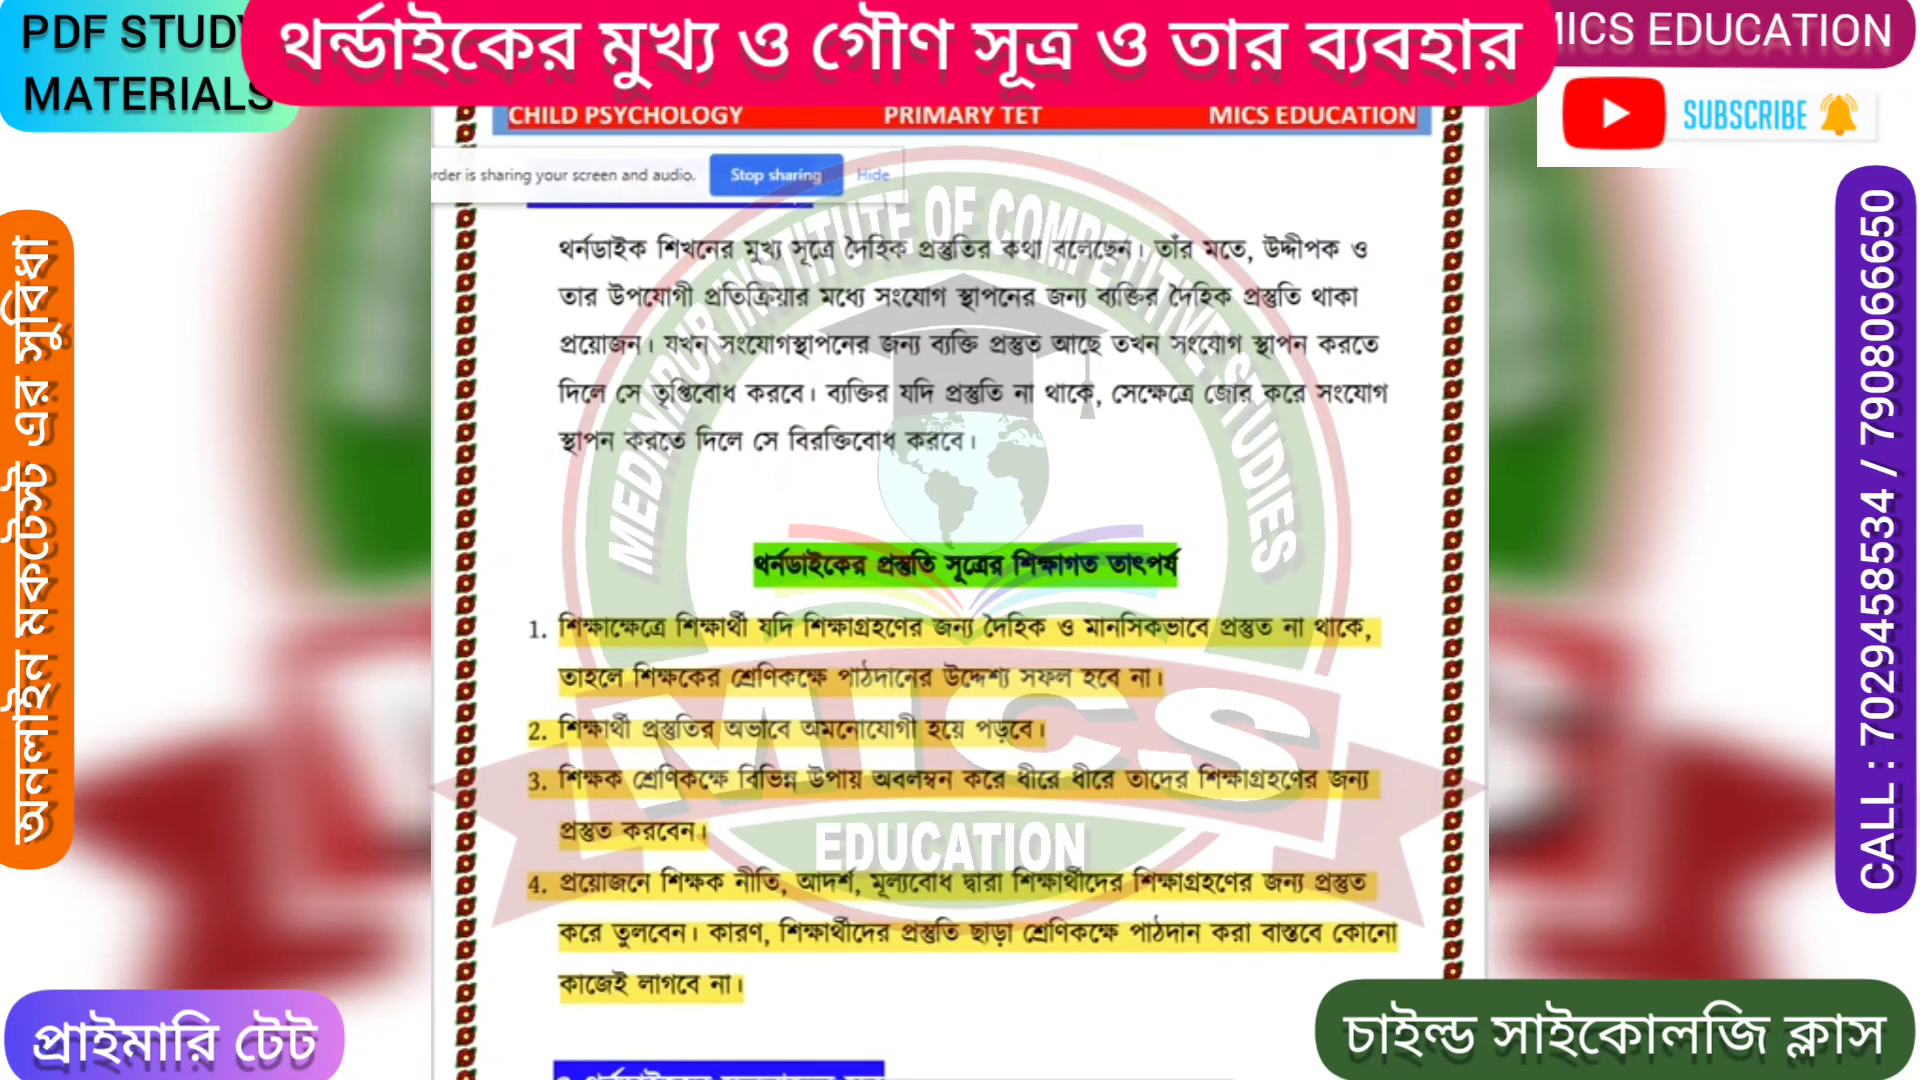 PDF STUDY
MATERIALS
থর্ন্ডাইকের মুখ্য ও গৌণ সূত্র ও তার ব্যবহার
MICS EDUCATION
SUBSCRIBE
CHILD PSYCHOLOGY PRIMARY TET MICS EDUCATION
is sharing your screen and audio. Stop sharing Hide
থর্নডাইক শিখনের মুখ্য সূত্রে দৈহিক প্রস্তুতির কথা বলেছেন। তাঁর মতে, উদ্দীপক ও
তার উপযোগী প্রতিক্রিয়ার মধ্যে সংযোগ স্থাপনের জন্য ব্যক্তির দৈহিক প্রস্তুতি থাকা
প্রয়োজন। যখন সংযোগস্থাপনের জন্য ব্যক্তি প্রস্তুত আছে তখন সংযোগ স্থাপন করতে
দিলে সে তৃপ্তিবোধ করবে। ব্যক্তির যদি প্রস্তুতি না থাকে, সেক্ষেত্রে জোর করে সংযোগ
স্থাপন করতে দিলে সে বিরক্তিবোধ করবে।
থর্নডাইকের প্রস্তুতি সূত্রের শিক্ষাগত তাৎপর্য
1. শিক্ষাক্ষেত্রে শিক্ষার্থী যদি শিক্ষাগ্রহণের জন্য দৈহিক ও মানসিকভাবে প্রস্তুত না থাকে,
তাহলে শিক্ষকের শ্রেণিকক্ষে পাঠদানের উদ্দেশ্য সফল হবে না।
2. শিক্ষার্থী প্রস্তুতির অভাবে অমনোযোগী হয়ে পড়বে।
3. শিক্ষক শ্রেণিকক্ষে বিভিন্ন উপায় অবলম্বন করে ধীরে ধীরে তাদের শিক্ষাগ্রহণের জন্য
প্রস্তুত করবেন।
4. প্রয়োজনে শিক্ষক নীতি, আদর্শ, মূল্যবোধ দ্বারা শিক্ষার্থীদের শিক্ষাগ্রহণের জন্য প্রস্তুত
করে তুলবেন। কারণ, শিক্ষার্থীদের প্রস্তুতি ছাড়া শ্রেণিকক্ষে পাঠদান করা বাস্তবে কোনো
কাজেই লাগবে না।
MEDINIPUR INSTITUTE OF COMPETITIVE STUDIES
MICS
EDUCATION
অনলাইন মকটেস্ট এর সুবিধা
CALL : 7029458534 / 7908066650
প্রাইমারি টেট
চাইল্ড সাইকোলজি ক্লাস